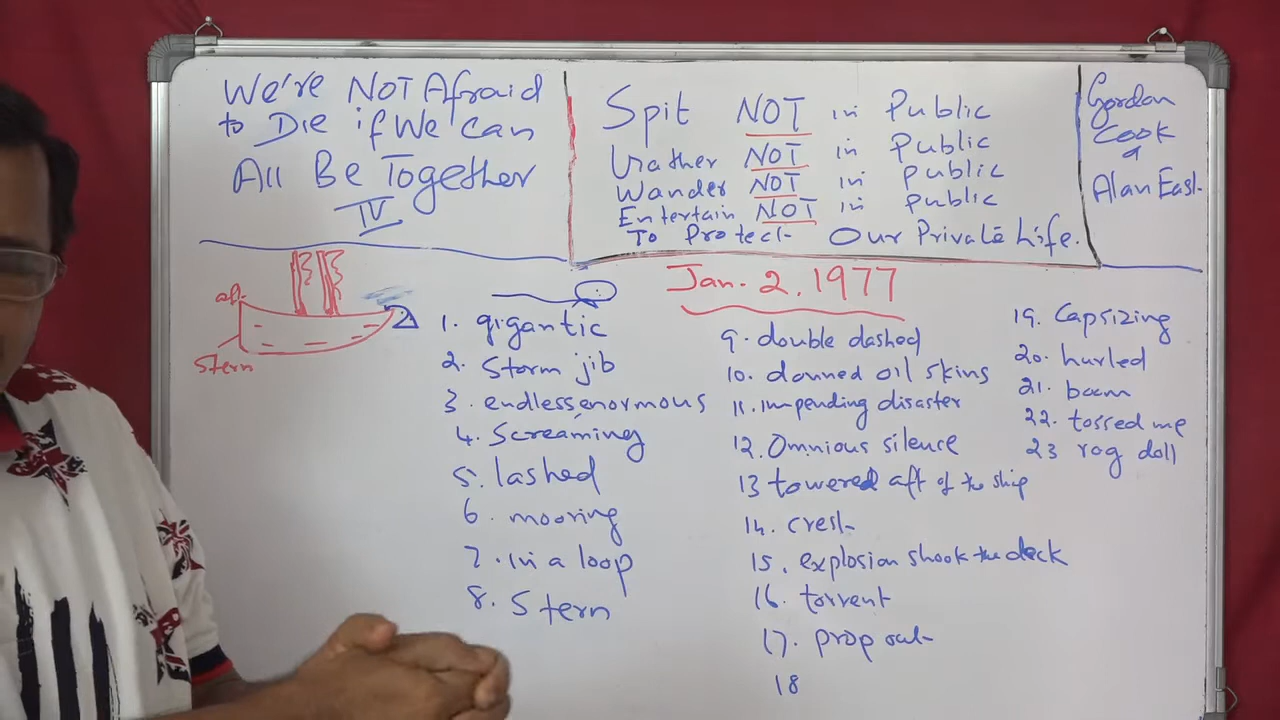 We're NOT Afraid
to Die if We Can
All Be Together
IV
Spit NOT in Public
Urather NOT in Public
Wander NOT in Public
Entertain NOT in Public
To Protect Our Private Life.
Gordon
Cook
&
Alan East
aft
Stern
Jan. 2. 1977
1. gigantic
2. Storm jib
3. endless, enormous
4. Screaming
5. lashed
6. mooring
7. in a loop
8. Stern
9. double dashed
10. donned oil skins
11. impending disaster
12. Omnious silence
13 towered aft of the ship
14. crest
15. explosion shook the deck
16. torrent
17. prop out
18
19. Capsizing
20. hurled
21. boom
22. tossed me
23 rag doll